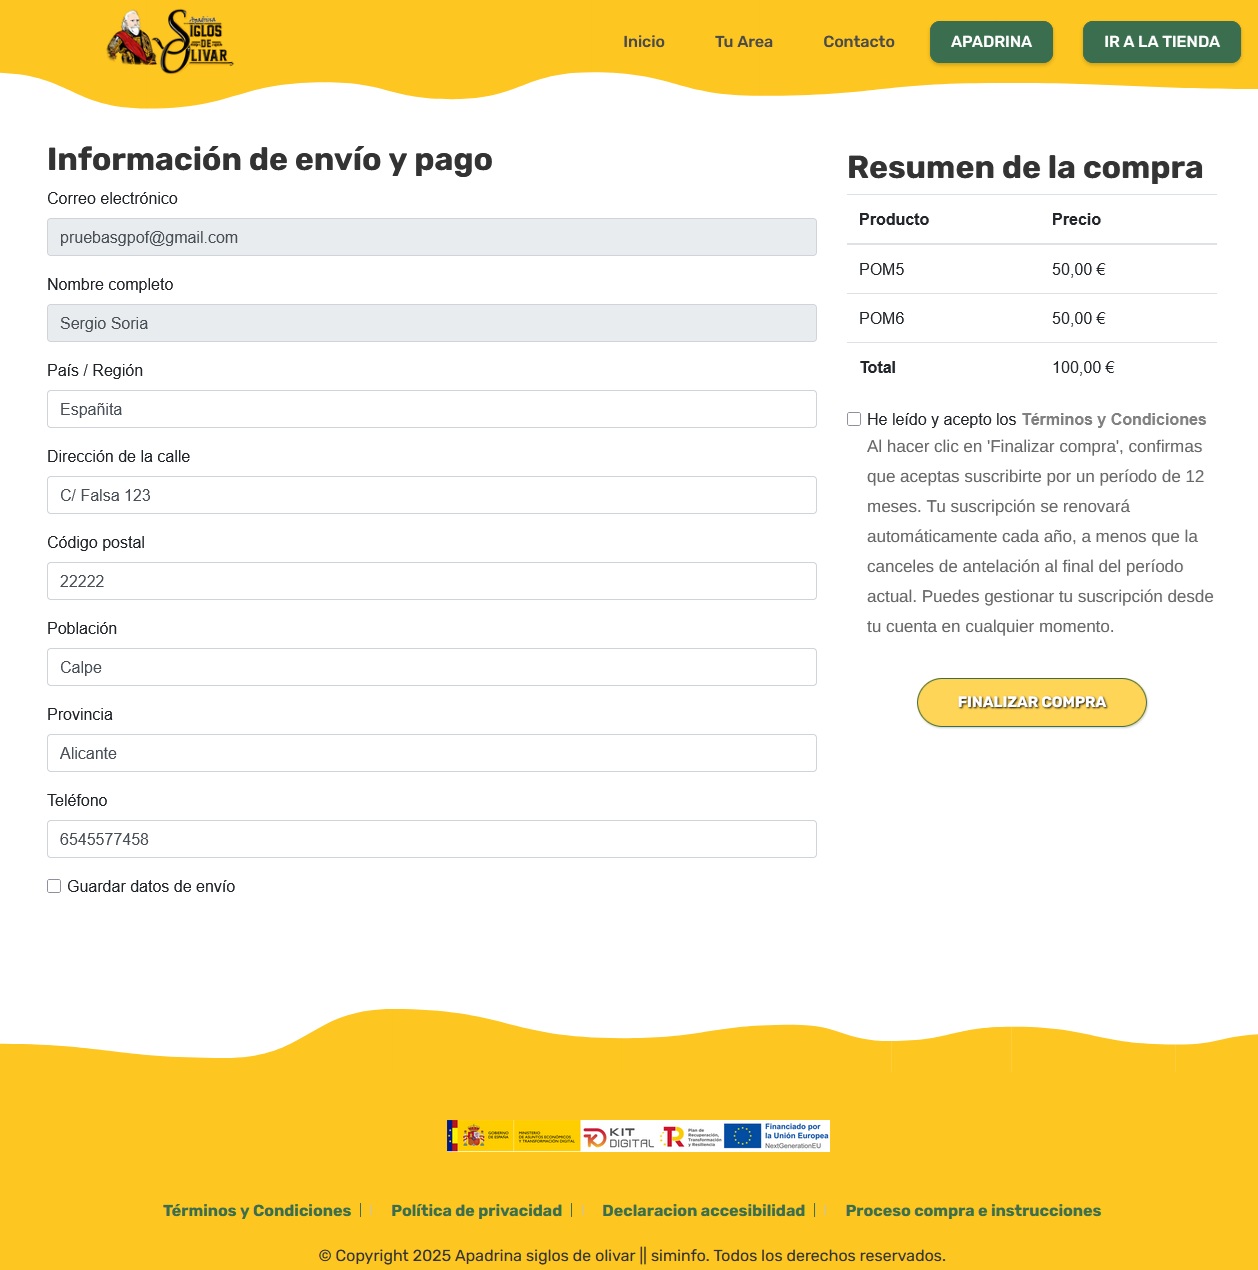 Apadrina
SIGLOS
DE
OLIVAR
Inicio
Tu Area
Contacto
APADRINA
IR A LA TIENDA
Información de envío y pago
Correo electrónico
pruebasgpof@gmail.com
Nombre completo
Sergio Soria
País / Región
Españita
Dirección de la calle
C/ Falsa 123
Código postal
22222
Población
Calpe
Provincia
Alicante
Teléfono
6545577458
Guardar datos de envío
Resumen de la compra
Producto Precio
POM5 50,00 €
POM6 50,00 €
Total 100,00 €
He leído y acepto los Términos y Condiciones
Al hacer clic en 'Finalizar compra', confirmas
que aceptas suscribirte por un período de 12
meses. Tu suscripción se renovará
automáticamente cada año, a menos que la
canceles de antelación al final del período
actual. Puedes gestionar tu suscripción desde
tu cuenta en cualquier momento.
FINALIZAR COMPRA
GOBIERNO
DE ESPAÑA
MINISTERIO
DE ASUNTOS ECONÓMICOS
Y TRANSFORMACIÓN DIGITAL
KIT
DIGITAL
Plan de
Recuperación,
Transformación
y Resiliencia
Financiado por
la Unión Europea
NextGenerationEU
Términos y Condiciones |
Política de privacidad |
Declaracion accesibilidad |
Proceso compra e instrucciones
© Copyright 2025 Apadrina siglos de olivar || siminfo. Todos los derechos reservados.